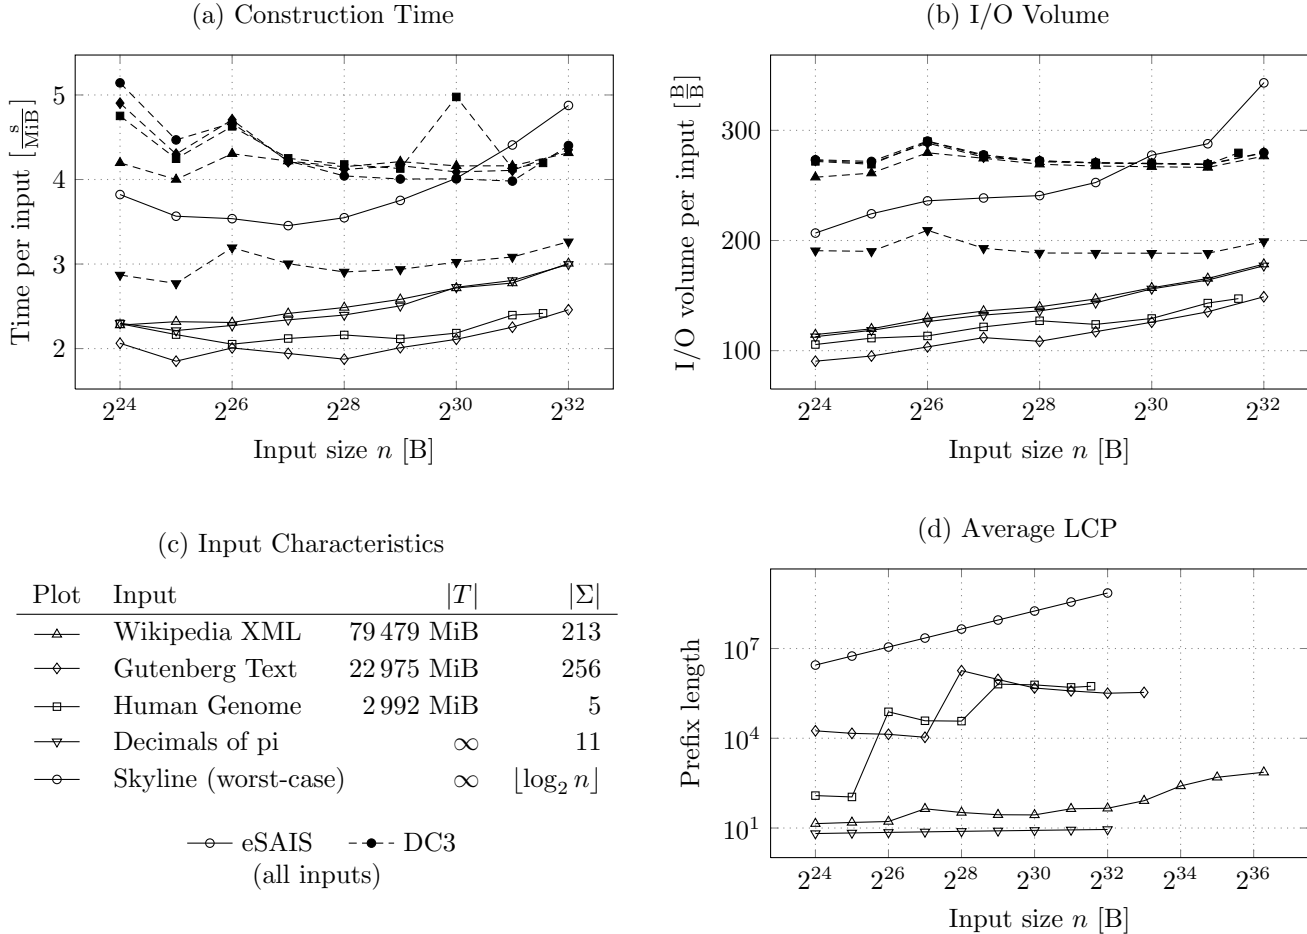 (a) Construction Time
Time per input [s/MiB]
5
4
3
2
2^24 2^26 2^28 2^30 2^32
Input size n [B]
(b) I/O Volume
I/O volume per input [B/B]
300
200
100
2^24 2^26 2^28 2^30 2^32
Input size n [B]
(c) Input Characteristics
Plot Input |T| |Σ|
Wikipedia XML 79 479 MiB 213
Gutenberg Text 22 975 MiB 256
Human Genome 2 992 MiB 5
Decimals of pi ∞ 11
Skyline (worst-case) ∞ ⌊log₂ n⌋
eSAIS DC3
(all inputs)
(d) Average LCP
Prefix length
10^7
10^4
10^1
2^24 2^26 2^28 2^30 2^32 2^34 2^36
Input size n [B]